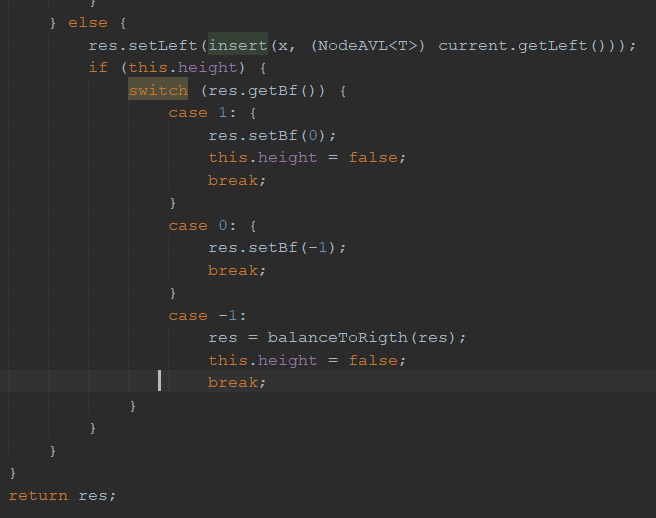 }
} else {
res.setLeft(insert(x, (NodeAVL<T>) current.getLeft()));
if (this.height) {
switch (res.getBf()) {
case 1: {
res.setBf(0);
this.height = false;
break;
}
case 0: {
res.setBf(-1);
break;
}
case -1:
res = balanceToRigth(res);
this.height = false;
break;
}
}
}
}
return res;